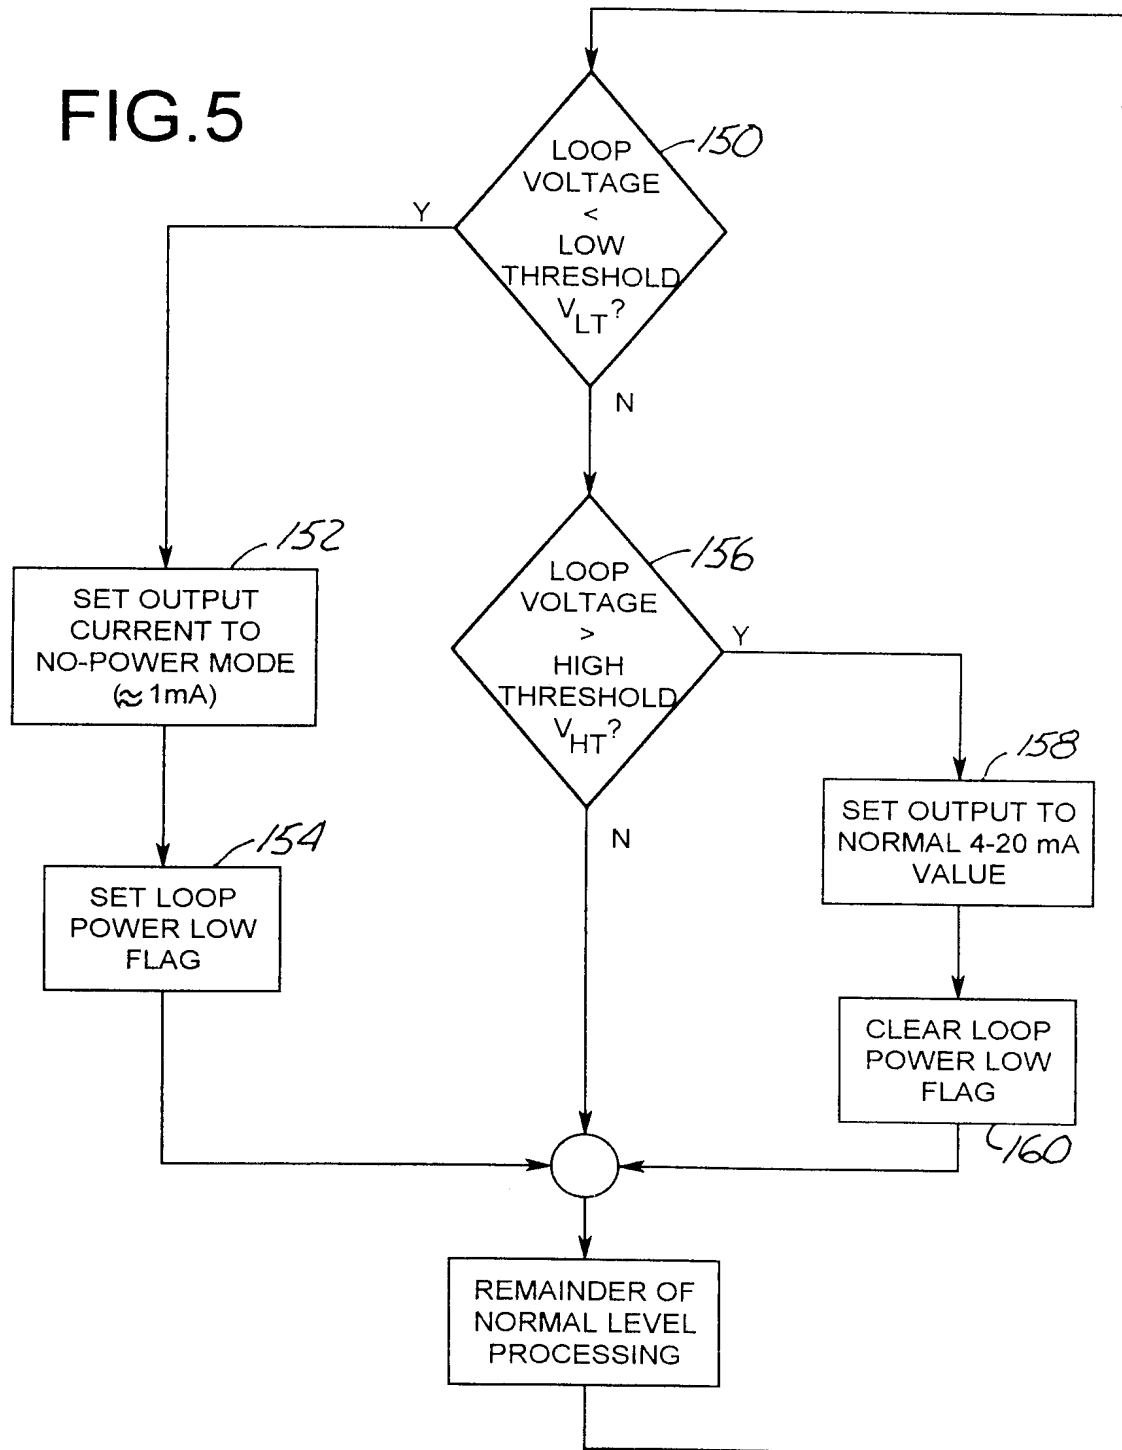 FIG.5
150
LOOP
VOLTAGE
<
LOW
THRESHOLD
VLT?
Y
N
152
SET OUTPUT
CURRENT TO
NO-POWER MODE
(≈1mA)
156
LOOP
VOLTAGE
>
HIGH
THRESHOLD
VHT?
Y
N
158
SET OUTPUT TO
NORMAL 4-20 mA
VALUE
154
SET LOOP
POWER LOW
FLAG
CLEAR LOOP
POWER LOW
FLAG
160
REMAINDER OF
NORMAL LEVEL
PROCESSING